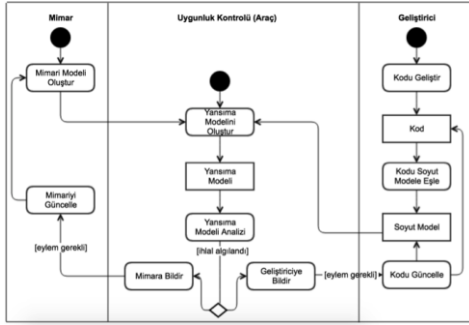 Mimar
Uygunluk Kontrolü (Araç)
Geliştirici
Mimari Modeli
Oluştur
Kodu Geliştir
Yansıma
Modelini
Oluştur
Kod
Yansıma
Modeli
Kodu Soyut
Modele Eşle
Mimariyi
Güncelle
Yansıma
Modeli Analizi
Soyut Model
[eylem gerekli]
[ihlal algılandı]
Mimara Bildir
Geliştiriciye
Bildir
[eylem gerekli]
Kodu Güncelle